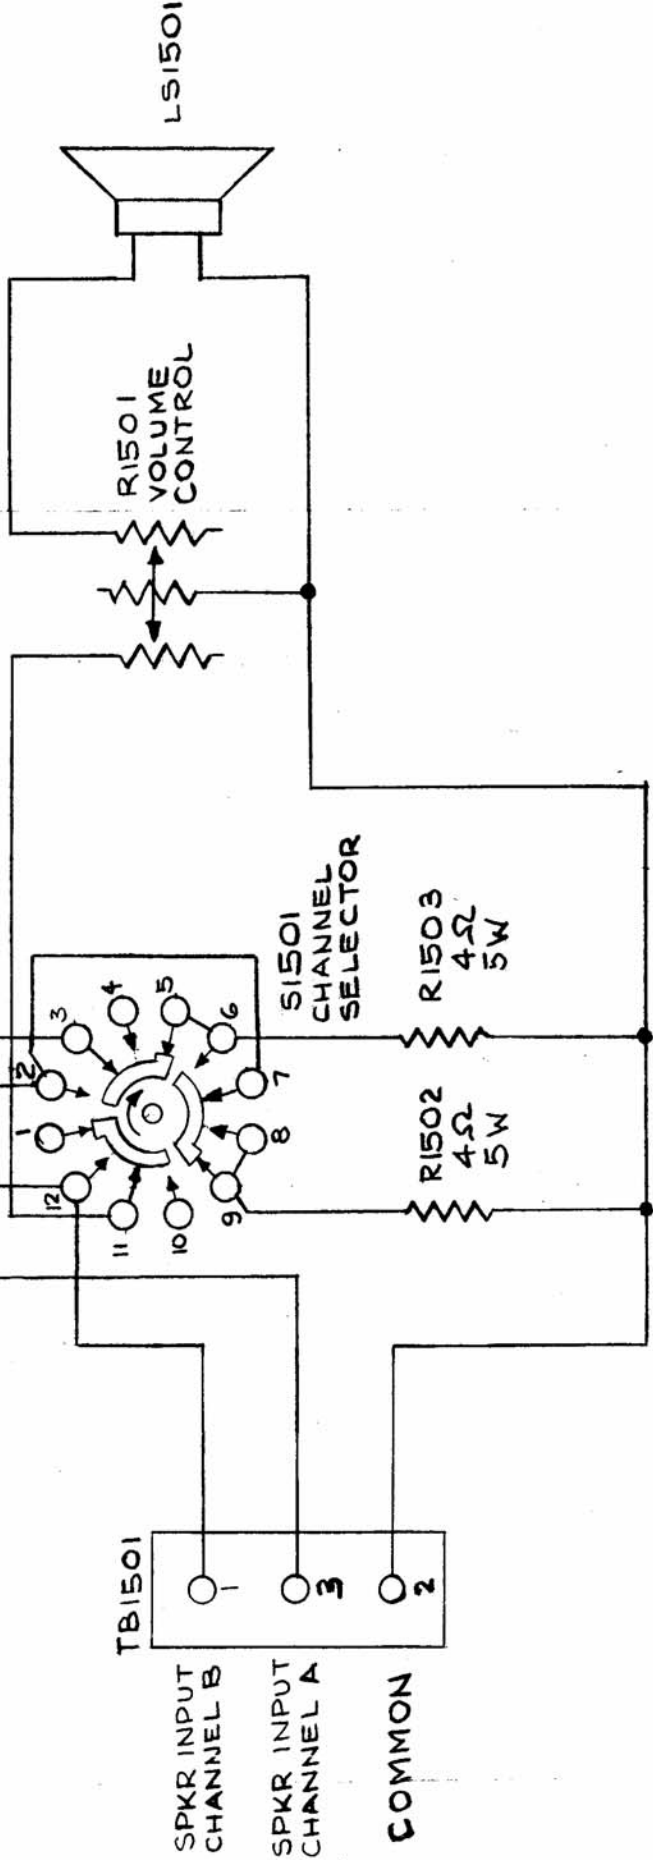 LS1501
R1501
VOLUME
CONTROL
S1501
CHANNEL
SELECTOR
1
2
3
4
5
6
7
8
9
10
11
12
R1503
4Ω
5W
R1502
4Ω
5W
TB1501
1
3
2
SPKR INPUT
CHANNEL B
SPKR INPUT
CHANNEL A
COMMON